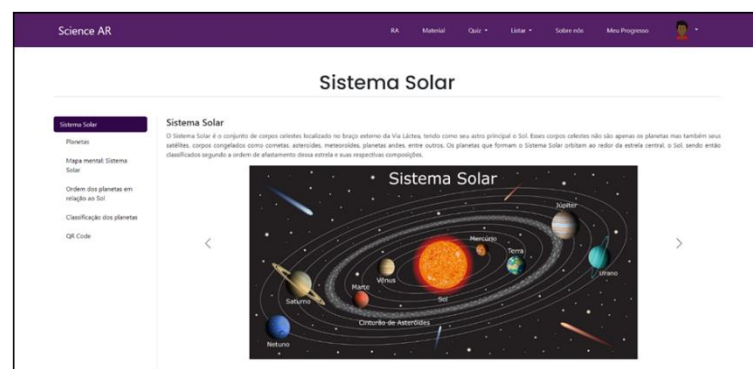 Science AR
RA Material Quiz Listar Sobre nós Meu Progresso
Sistema Solar
Sistema Solar
Planetas
Mapa mental: Sistema
Solar
Ordem dos planetas em
relação ao Sol
Classificação dos planetas
QR Code
Sistema Solar
O Sistema Solar é o conjunto de corpos celestes localizado no braço externo da Via Láctea, tendo como seu astro principal o Sol. Esses corpos celestes não são apenas os planetas mas também seus
satélites, corpos congelados como cometas, asteroides, meteoroides, planetas anões, entre outros. Os planetas que formam o Sistema Solar orbitam ao redor da estrela central, o Sol, sendo então
classificados segundo a ordem de afastamento dessa estrela e suas respectivas composições.
Sistema Solar
Júpiter
Mercúrio
Terra
Urano
Vênus
Marte
Sol
Saturno
Cinturão de Asteróides
Netuno